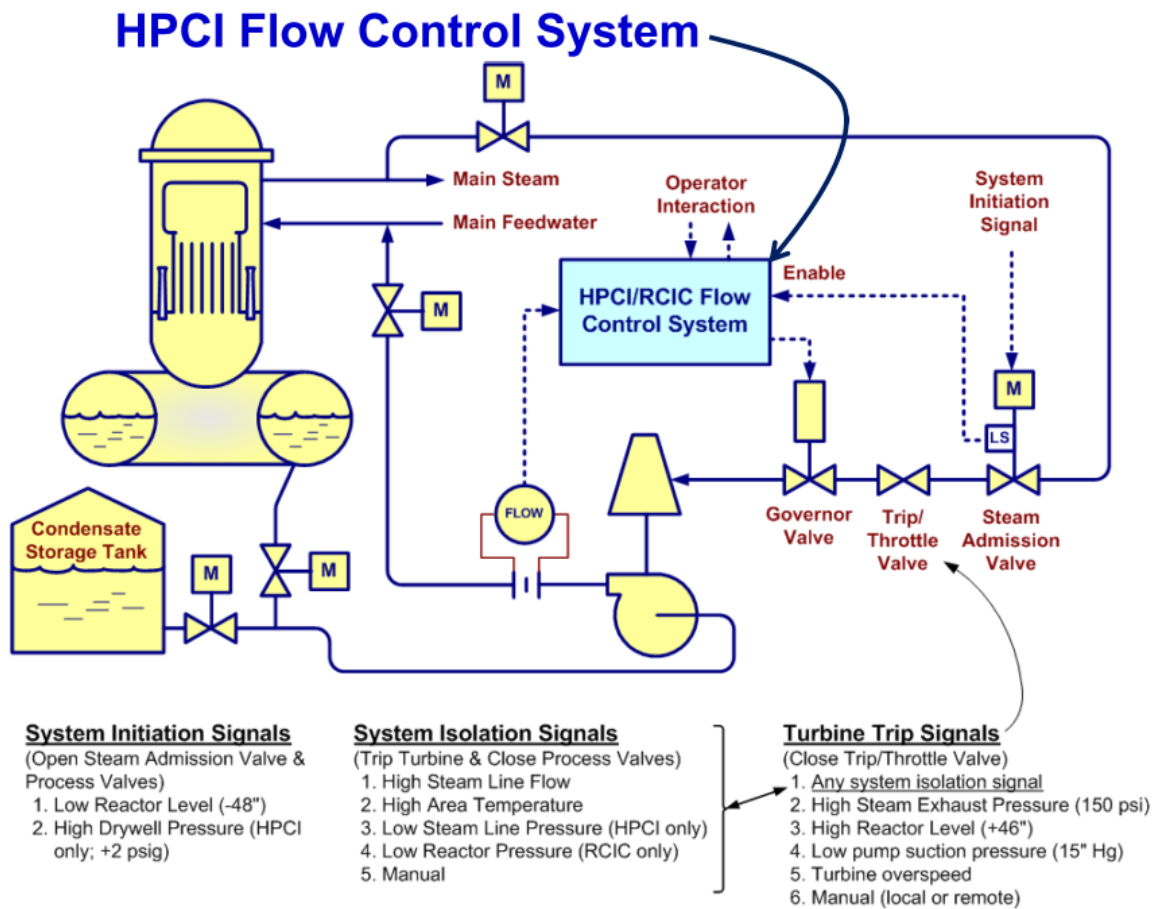 HPCI Flow Control System
M
Main Steam
Main Feedwater
Operator
Interaction
System
Initiation
Signal
Enable
HPCI/RCIC Flow
Control System
M
M
LS
FLOW
Governor
Valve
Trip/
Throttle
Valve
Steam
Admission
Valve
Condensate
Storage Tank
M
M
System Initiation Signals
(Open Steam Admission Valve &
Process Valves)
1. Low Reactor Level (-48")
2. High Drywell Pressure (HPCI
only; +2 psig)
System Isolation Signals
(Trip Turbine & Close Process Valves)
1. High Steam Line Flow
2. High Area Temperature
3. Low Steam Line Pressure (HPCI only)
4. Low Reactor Pressure (RCIC only)
5. Manual
Turbine Trip Signals
(Close Trip/Throttle Valve)
1. Any system isolation signal
2. High Steam Exhaust Pressure (150 psi)
3. High Reactor Level (+46")
4. Low pump suction pressure (15" Hg)
5. Turbine overspeed
6. Manual (local or remote)